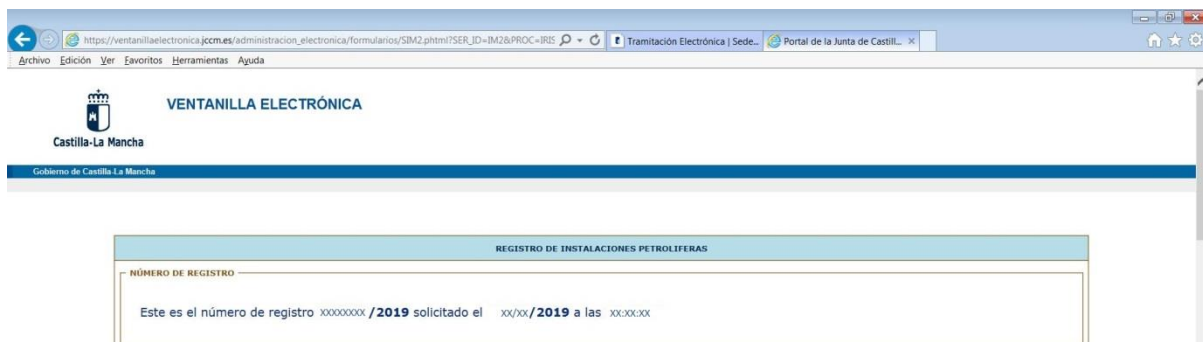 https://ventanillaelectronica.jccm.es/administracion_electronica/formularios/SIM2.phtml?SER_ID=IM2&PROC=IRIS
Tramitación Electrónica | Sede...
Portal de la Junta de Castill...
Archivo Edición Ver Favoritos Herramientas Ayuda
VENTANILLA ELECTRÓNICA
Castilla-La Mancha
Gobierno de Castilla-La Mancha
REGISTRO DE INSTALACIONES PETROLIFERAS
NÚMERO DE REGISTRO
Este es el número de registro xxxxxxxx /2019 solicitado el xx/xx/2019 a las xx:xx:xx